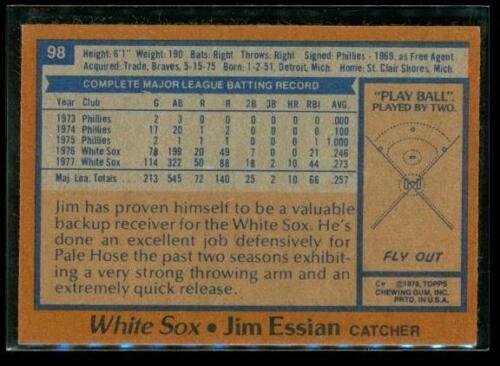 98
Height: 6'1" Weight: 190 Bats: Right Throws: Right Signed: Phillies - 1969, as Free Agent
Acquired: Trade, Braves, 5-15-75 Born: 1-2-51, Detroit, Mich. Home: St. Clair Shores, Mich.
COMPLETE MAJOR LEAGUE BATTING RECORD
Year Club G AB R H 2B 3B HR RBI AVG.
1973 Phillies 2 3 0 0 0 0 0 0 .000
1974 Phillies 17 20 1 2 0 0 0 0 .100
1975 Phillies 2 1 1 1 0 0 0 1 1.000
1976 White Sox 78 199 20 49 7 0 0 21 .246
1977 White Sox 114 322 50 88 18 2 10 44 .273
Maj. Lea. Totals 213 545 72 140 25 2 10 66 .257
Jim has proven himself to be a valuable
backup receiver for the White Sox. He's
done an excellent job defensively for
Pale Hose the past two seasons exhibit-
ing a very strong throwing arm and an
extremely quick release.
"PLAY BALL".
PLAYED BY TWO.
FLY OUT
C* ©1978, TOPPS
CHEWING GUM, INC.
PRTD. IN U.S.A.
White Sox • Jim Essian CATCHER